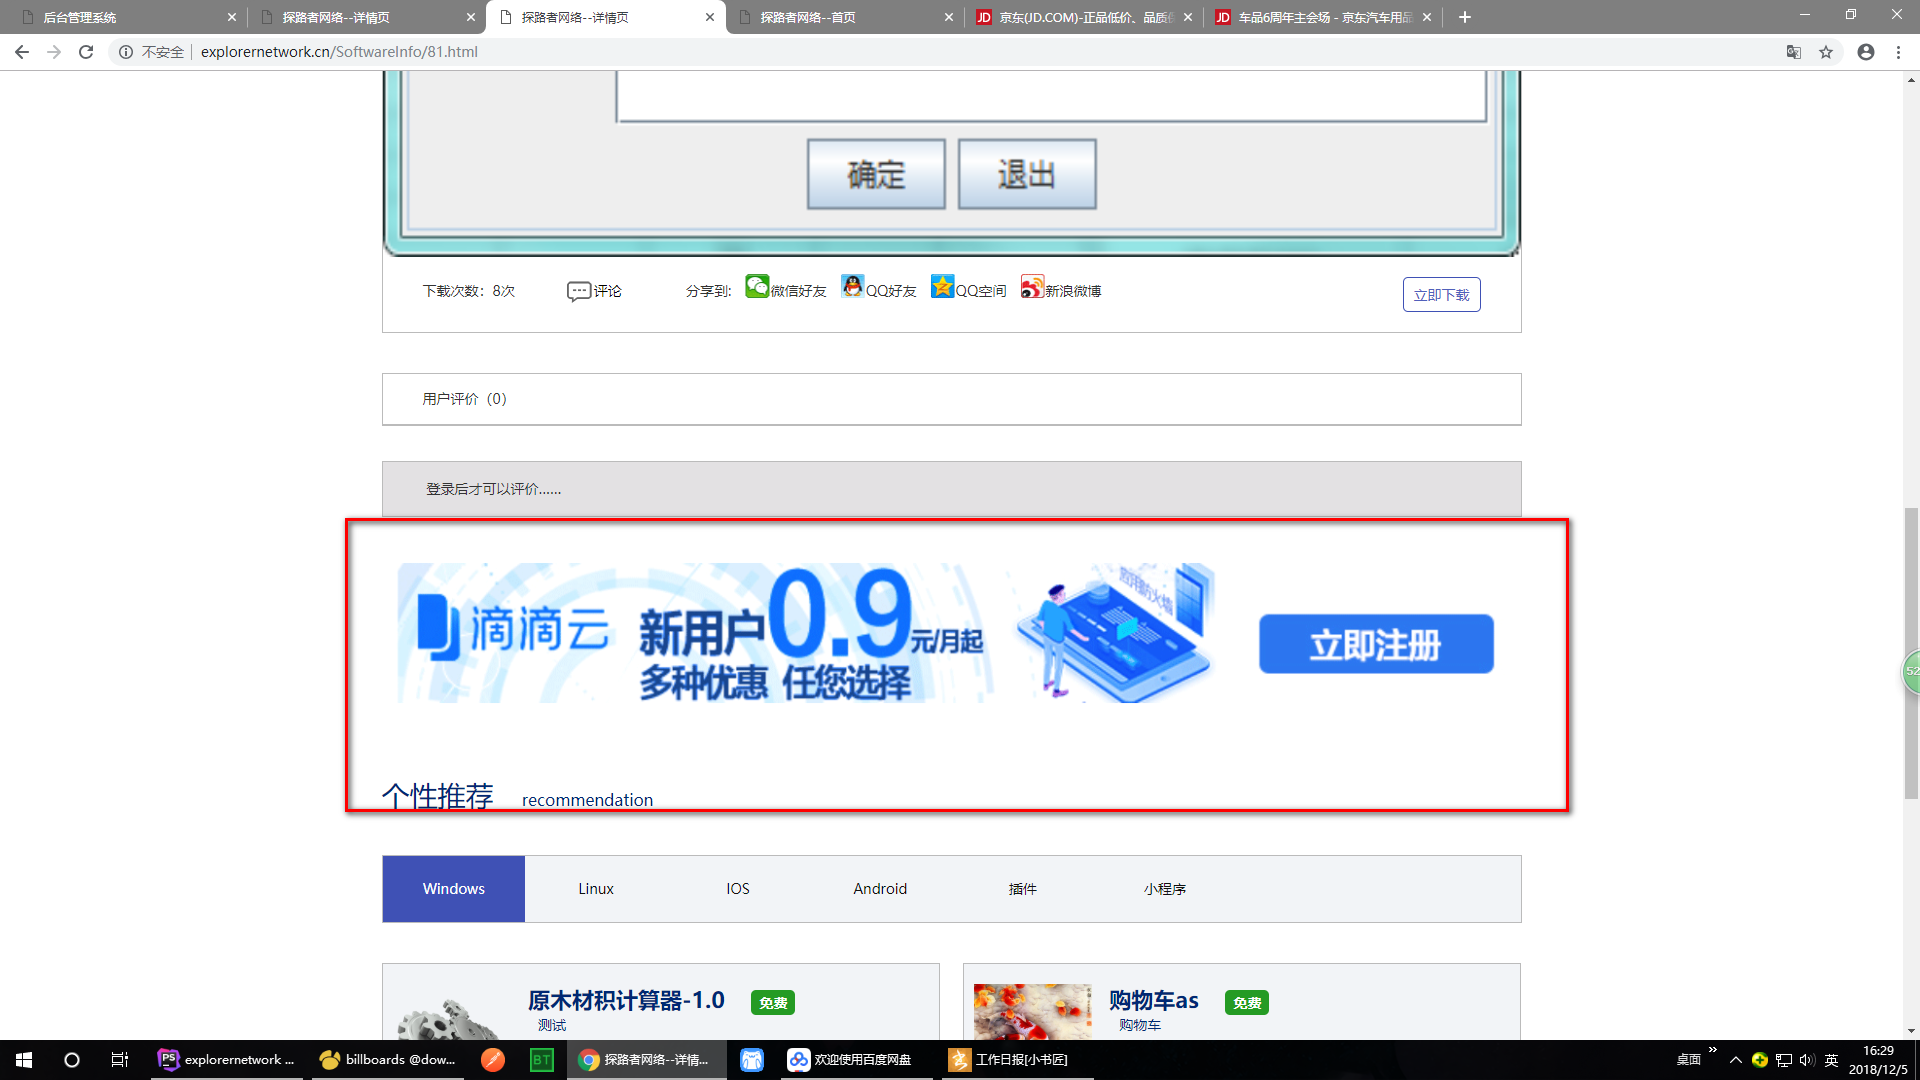 后台管理系统
探路者网络--详情页
探路者网络--详情页
探路者网络--首页
京东(JD.COM)-正品低价、品质
车品6周年主会场 - 京东汽车用品
不安全
explorernetwork.cn/SoftwareInfo/81.html
确定 退出
下载次数：8次 评论 分享到: 微信好友 QQ好友 QQ空间 新浪微博 立即下载
用户评价（0）
登录后才可以评价......
滴滴云
新用户0.9元/月起
多种优惠 任您选择
应用防火墙
立即注册
个性推荐 recommendation
Windows Linux IOS Android 插件 小程序
原木材积计算器-1.0 免费
测试
购物车as 免费
购物车
52
explorernetwork ...
billboards @dow...
BT
探路者网络--详情...
欢迎使用百度网盘
工作日报[小书匠]
桌面
英
16:29
2018/12/5